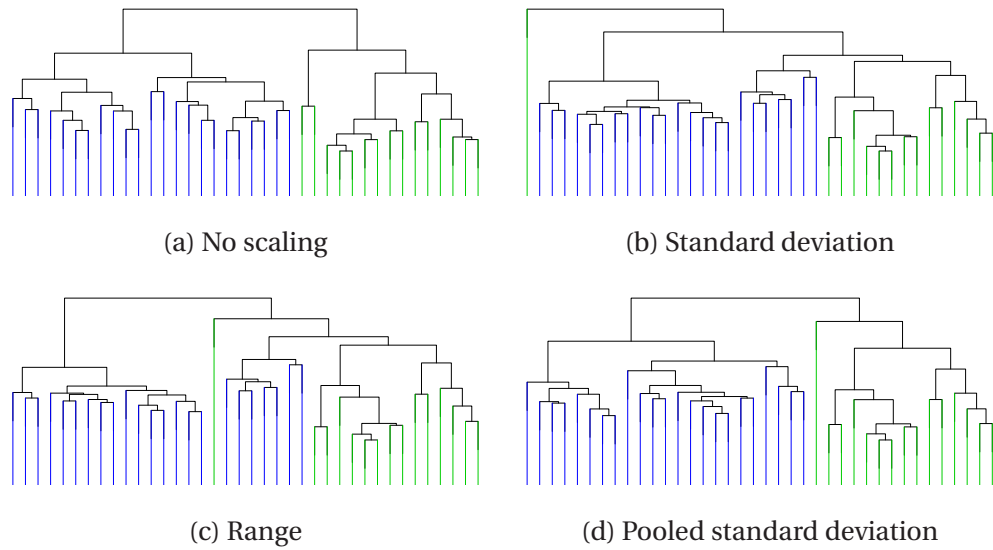 (a) No scaling
(b) Standard deviation
(c) Range
(d) Pooled standard deviation